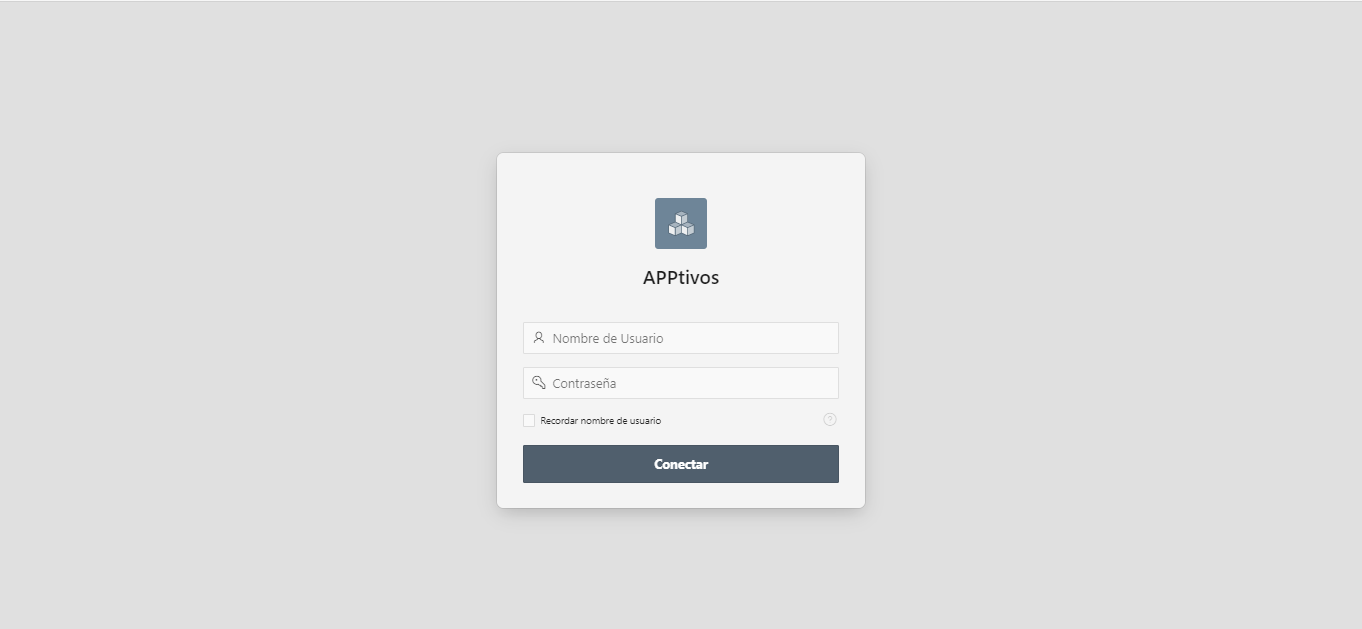 APPtivos
Nombre de Usuario
Contraseña
Recordar nombre de usuario
?
Conectar